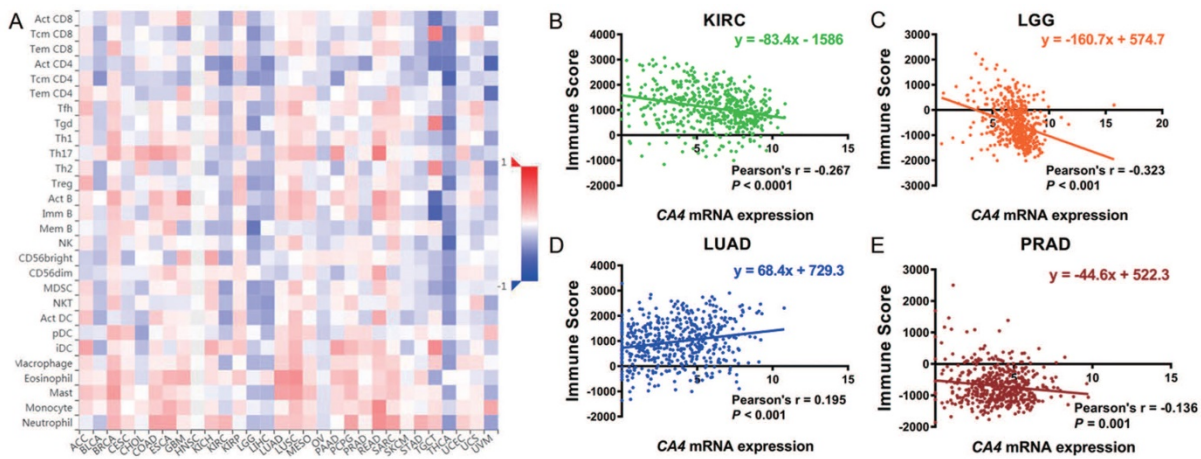 A
Act CD8
Tcm CD8
Tem CD8
Act CD4
Tcm CD4
Tem CD4
Tfh
Tgd
Th1
Th17
Th2
Treg
Act B
Imm B
Mem B
NK
CD56bright
CD56dim
MDSC
NKT
Act DC
pDC
iDC
Macrophage
Eosinophil
Mast
Monocyte
Neutrophil
ACC
BLCA
BRCA
CESC
CHOL
COAD
ESCA
GBM
HNSC
KECH
KIRC
KIRP
LGG
LIHC
LUAD
LUSC
MESO
OV
PAAD
PCPG
PRAD
READ
SARC
SKCM
STAD
TGCT
THCA
UCEC
UCS
UVM
1
-1
B
KIRC
y = -83.4x - 1586
Immune Score
4000
3000
2000
1000
0
-1000
-2000
5
10
15
Pearson's r = -0.267
P < 0.0001
CA4 mRNA expression
C
LGG
y = -160.7x + 574.7
Immune Score
3000
2000
1000
0
-1000
-2000
-3000
5
10
15
20
Pearson's r = -0.323
P < 0.001
CA4 mRNA expression
D
LUAD
y = 68.4x + 729.3
Immune Score
4000
3000
2000
1000
0
-1000
-2000
5
10
15
Pearson's r = 0.195
P < 0.001
CA4 mRNA expression
E
PRAD
y = -44.6x + 522.3
Immune Score
3000
2000
1000
0
-1000
-2000
5
10
15
Pearson's r = -0.136
P = 0.001
CA4 mRNA expression